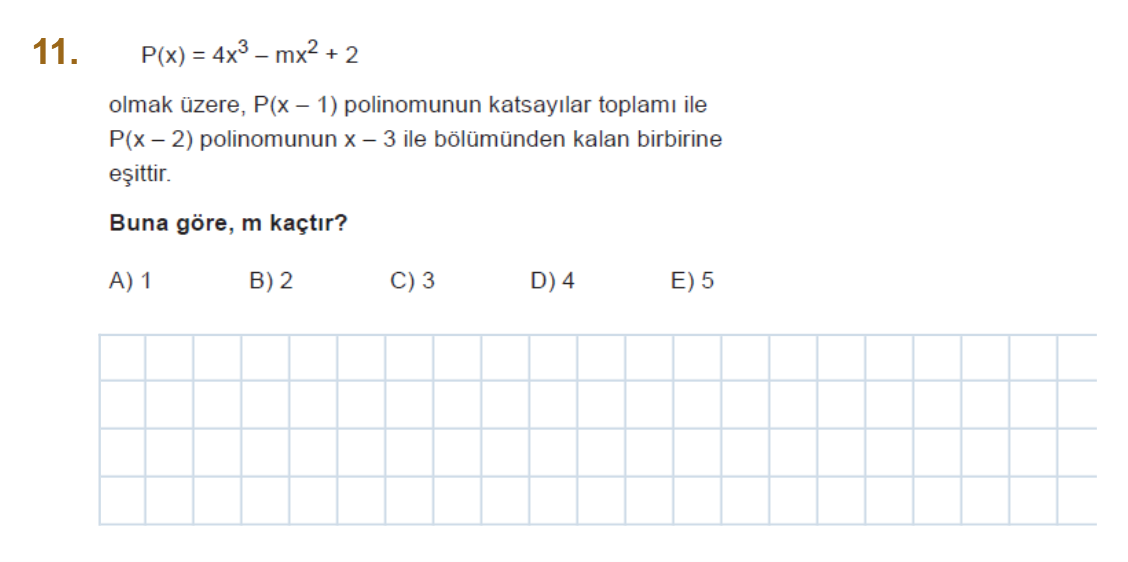 11. P(x) = 4x³ – mx² + 2
olmak üzere, P(x – 1) polinomunun katsayılar toplamı ile
P(x – 2) polinomunun x – 3 ile bölümünden kalan birbirine
eşittir.
Buna göre, m kaçtır?
A) 1 B) 2 C) 3 D) 4 E) 5